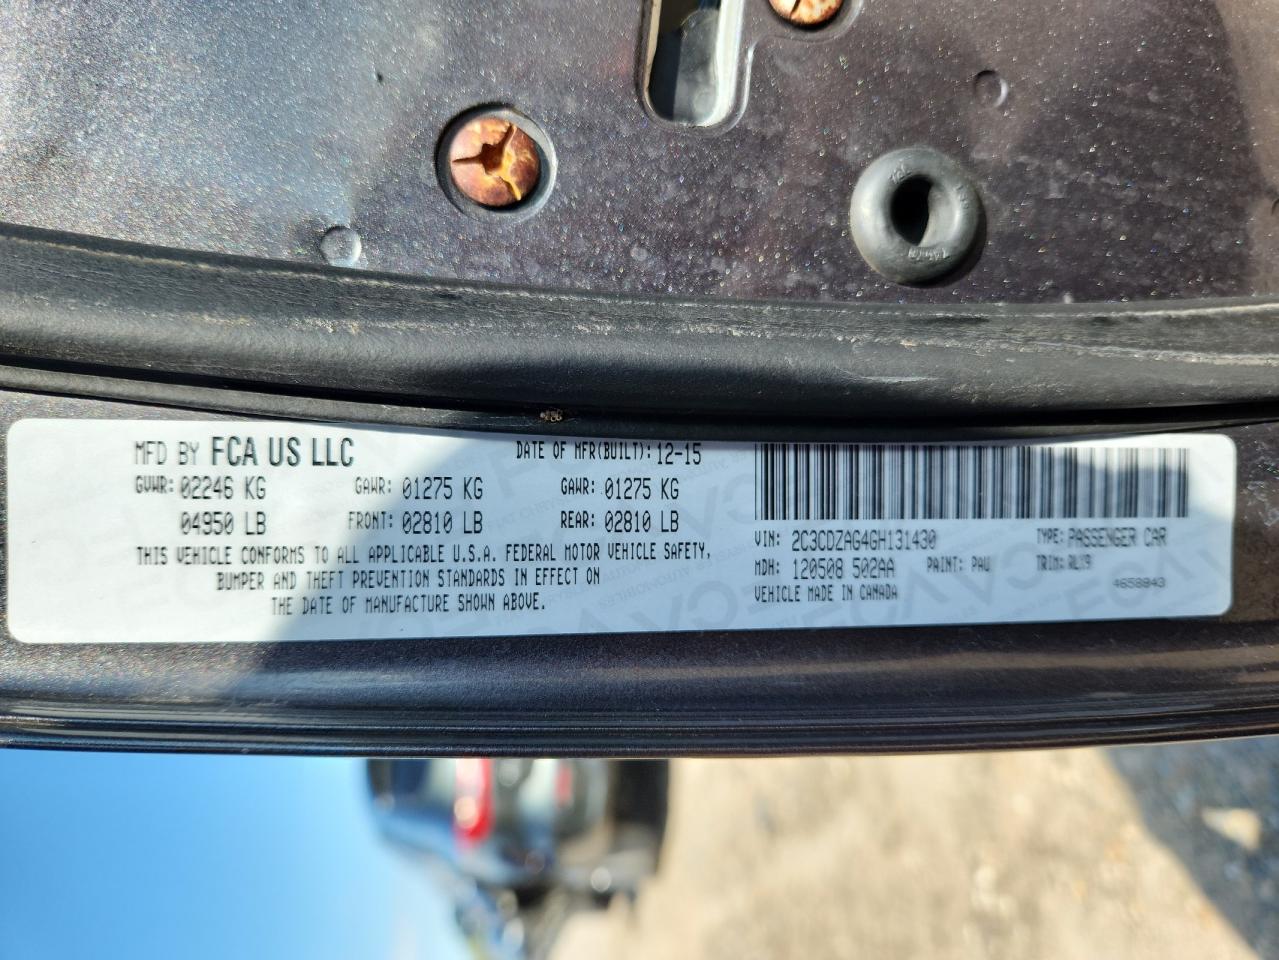 MFD BY FCA US LLC DATE OF MFR(BUILT): 12-15
GVWR: 02246 KG GAWR: 01275 KG GAWR: 01275 KG
04950 LB FRONT: 02810 LB REAR: 02810 LB
THIS VEHICLE CONFORMS TO ALL APPLICABLE U.S.A. FEDERAL MOTOR VEHICLE SAFETY,
BUMPER AND THEFT PREVENTION STANDARDS IN EFFECT ON
THE DATE OF MANUFACTURE SHOWN ABOVE.
VIN: 2C3CDZAG4GH131430 TYPE: PASSENGER CAR
MDH: 120508 502AA PAINT: PAU TRIM: RLX9
VEHICLE MADE IN CANADA 4658843